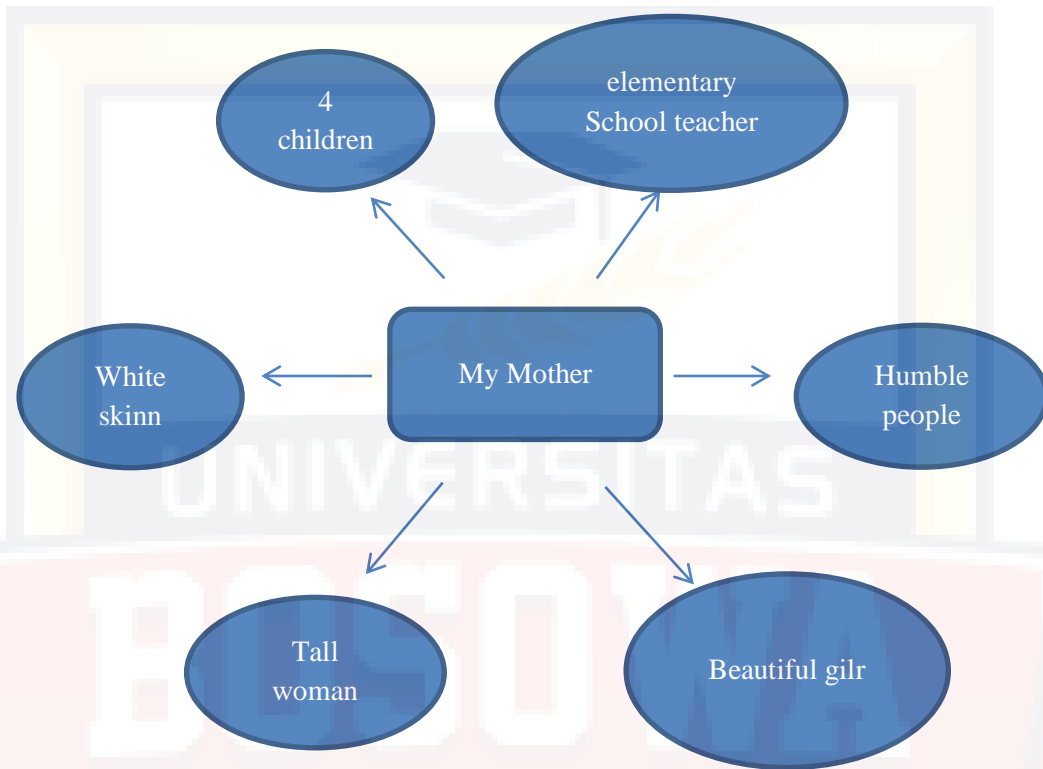 4
children
elementary
School teacher
White
skinn
My Mother
Humble
people
UNIVERSITAS
BOSOWA
Tall
woman
Beautiful gilr